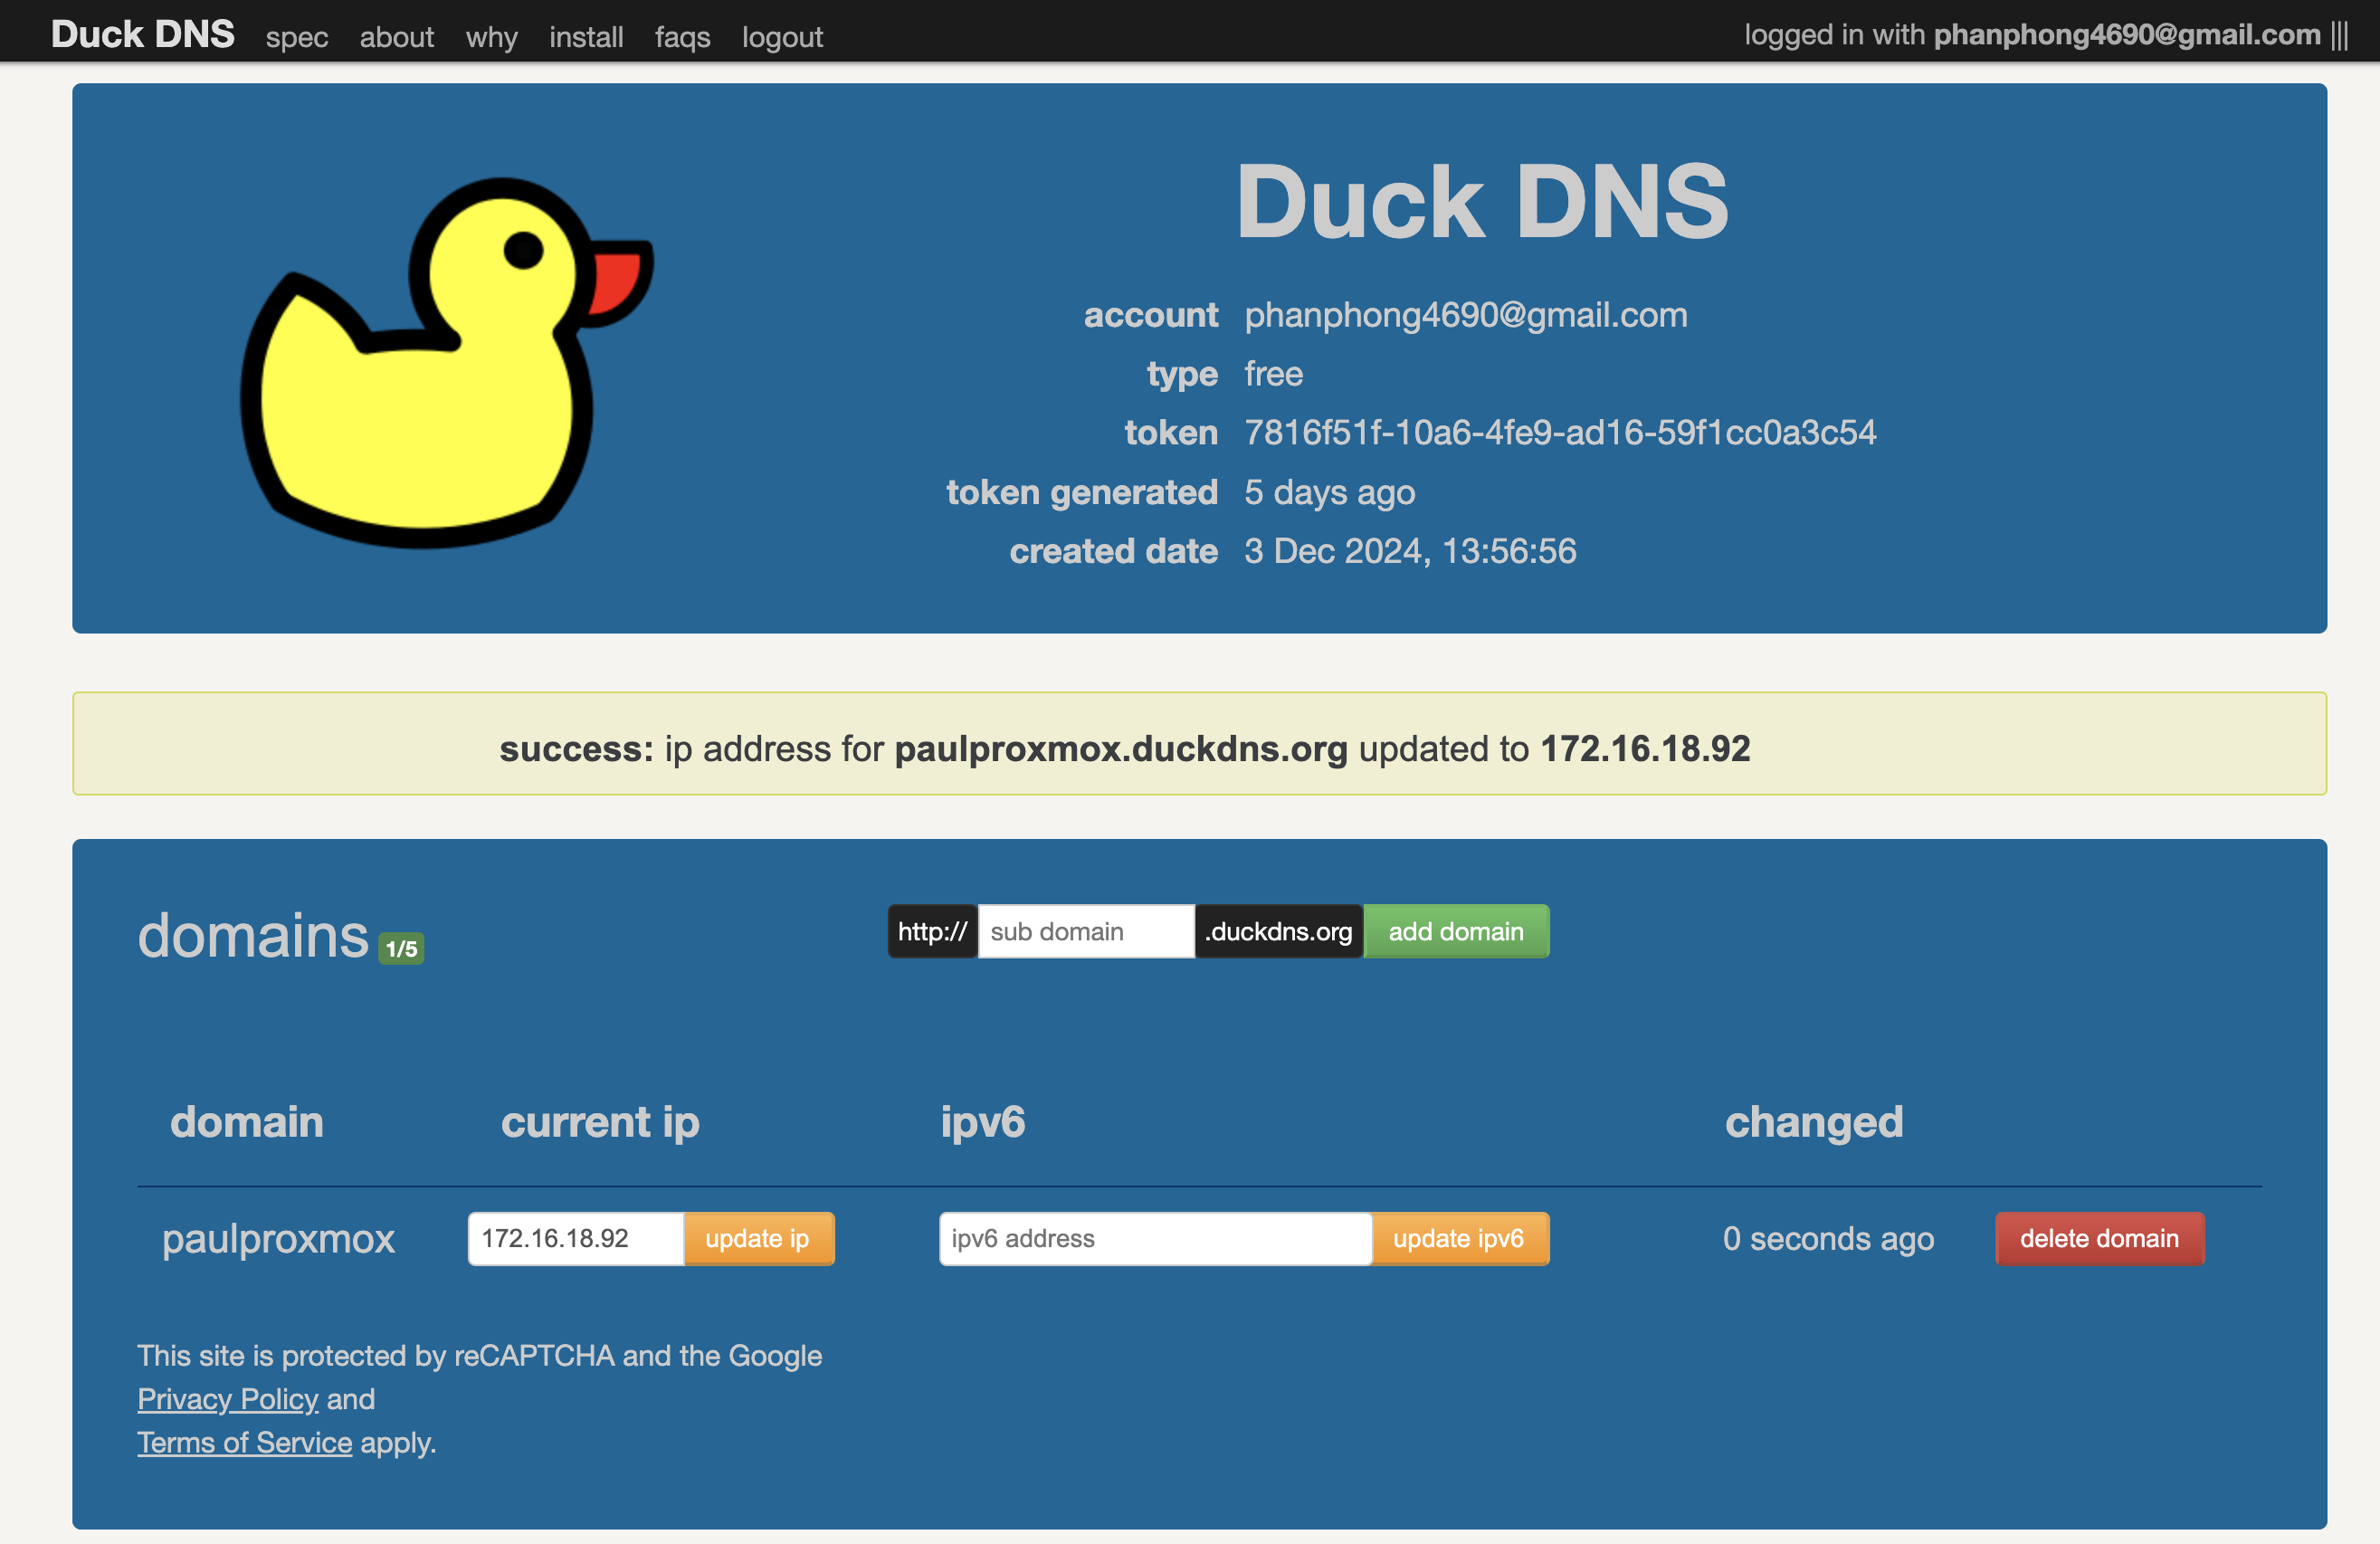 Duck DNS spec about why install faqs logout logged in with phanphong4690@gmail.com |||
Duck DNS
account phanphong4690@gmail.com
type free
token 7816f51f-10a6-4fe9-ad16-59f1cc0a3c54
token generated 5 days ago
created date 3 Dec 2024, 13:56:56
success: ip address for paulproxmox.duckdns.org updated to 172.16.18.92
domains 1/5 http:// sub domain .duckdns.org add domain
domain current ip ipv6 changed
paulproxmox 172.16.18.92 update ip ipv6 address update ipv6 0 seconds ago delete domain
This site is protected by reCAPTCHA and the Google
Privacy Policy and
Terms of Service apply.